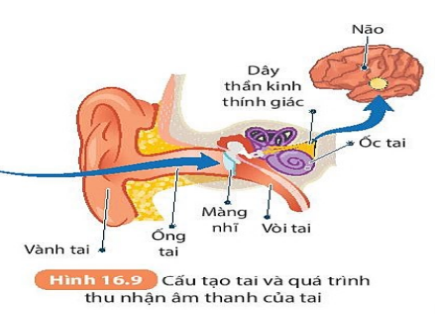 Não
Dây
thần kinh
thính giác
Ốc tai
Màng
nhĩ
Vòi tai
Ống
tai
Vành tai
Hình 16.9 Cấu tạo tai và quá trình
thu nhận âm thanh của tai